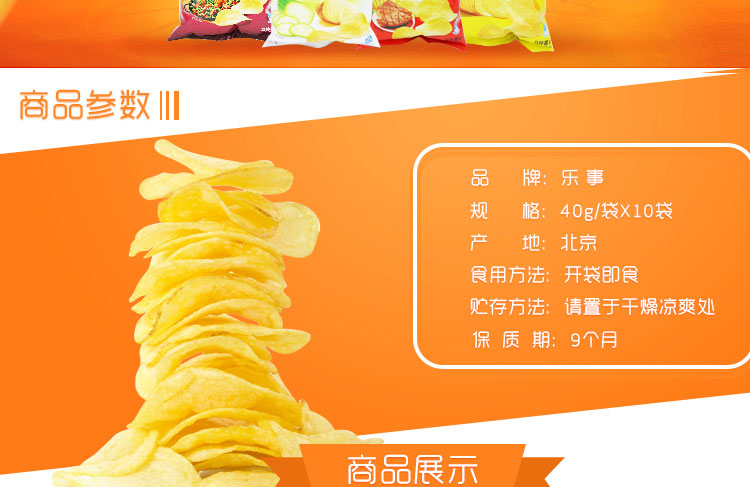 商品参数
品 牌: 乐事
规 格: 40g/袋X10袋
产 地: 北京
食用方法: 开袋即食
贮存方法: 请置于干燥凉爽处
保 质 期: 9个月
商品展示